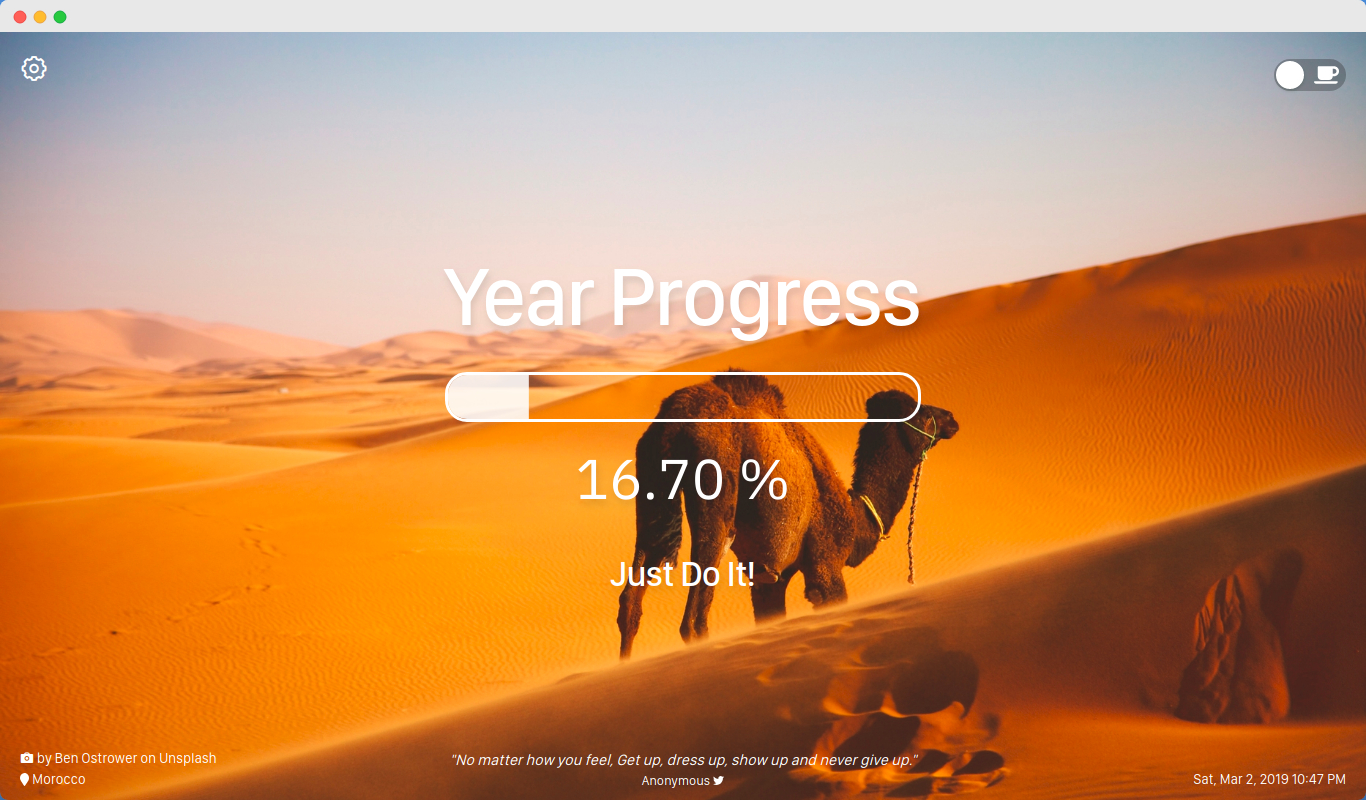 Year Progress
16.70 %
Just Do It!
by Ben Ostrower on Unsplash
Morocco
"No matter how you feel, Get up, dress up, show up and never give up."
Anonymous
Sat, Mar 2, 2019 10:47 PM